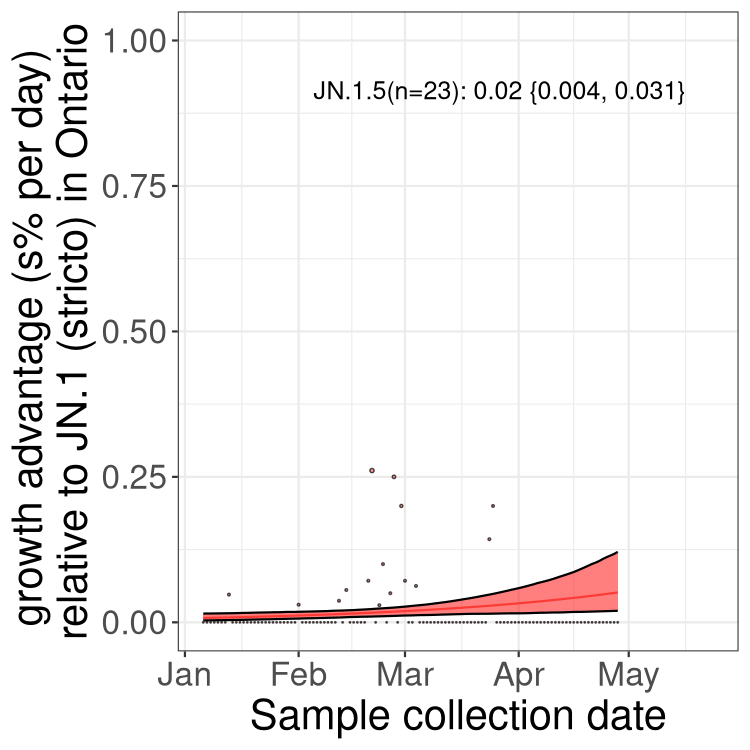 growth advantage (s% per day)
relative to JN.1 (stricto) in Ontario
1.00
0.75
0.50
0.25
0.00
JN.1.5(n=23): 0.02 {0.004, 0.031}
Jan Feb Mar Apr May
Sample collection date